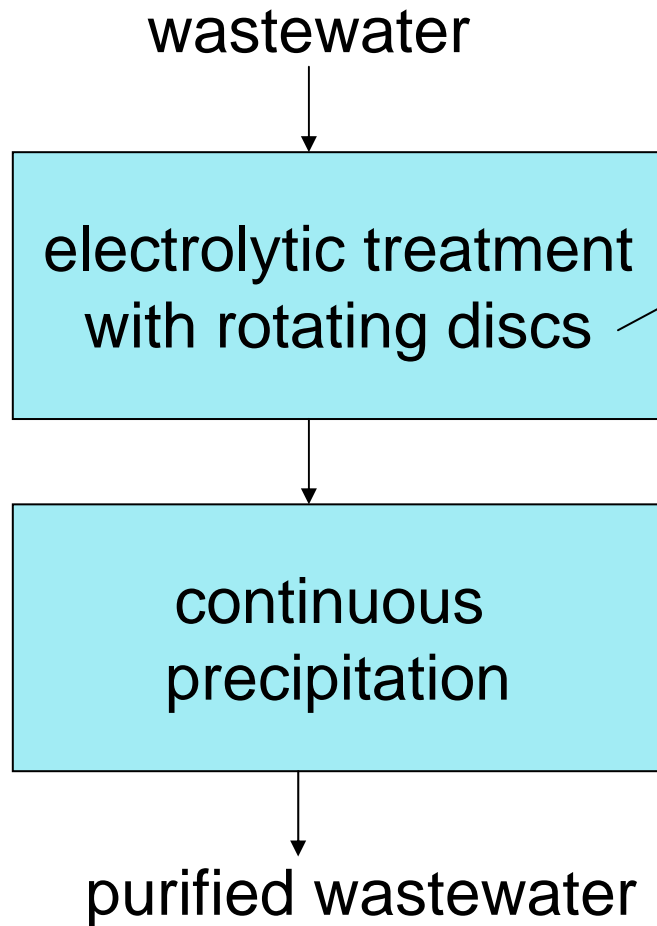 wastewater
electrolytic treatment
with rotating discs
continuous
precipitation
purified wastewater